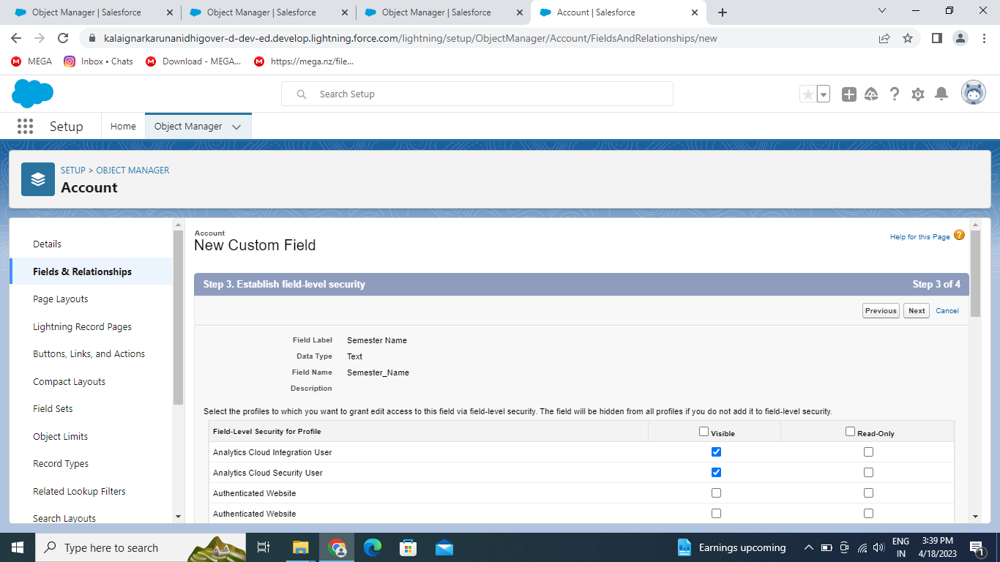 Object Manager | Salesforce
Object Manager | Salesforce
Object Manager | Salesforce
Account | Salesforce
kalaignarkarunanidhigover-d-dev-ed.develop.lightning.force.com/lightning/setup/ObjectManager/Account/FieldsAndRelationships/new
MEGA
Inbox • Chats
Download - MEGA...
https://mega.nz/file...
Search Setup
Setup
Home
Object Manager
SETUP > OBJECT MANAGER
Account
Details
Fields & Relationships
Page Layouts
Lightning Record Pages
Buttons, Links, and Actions
Compact Layouts
Field Sets
Object Limits
Record Types
Related Lookup Filters
Search Layouts
Account
New Custom Field
Help for this Page
Step 3. Establish field-level security
Step 3 of 4
Previous
Next
Cancel
Field Label Semester Name
Data Type Text
Field Name Semester_Name
Description
Select the profiles to which you want to grant edit access to this field via field-level security. The field will be hidden from all profiles if you do not add it to field-level security.
Field-Level Security for Profile Visible Read-Only
Analytics Cloud Integration User
Analytics Cloud Security User
Authenticated Website
Authenticated Website
Type here to search
Earnings upcoming
ENG
IN
3:39 PM
4/18/2023
1